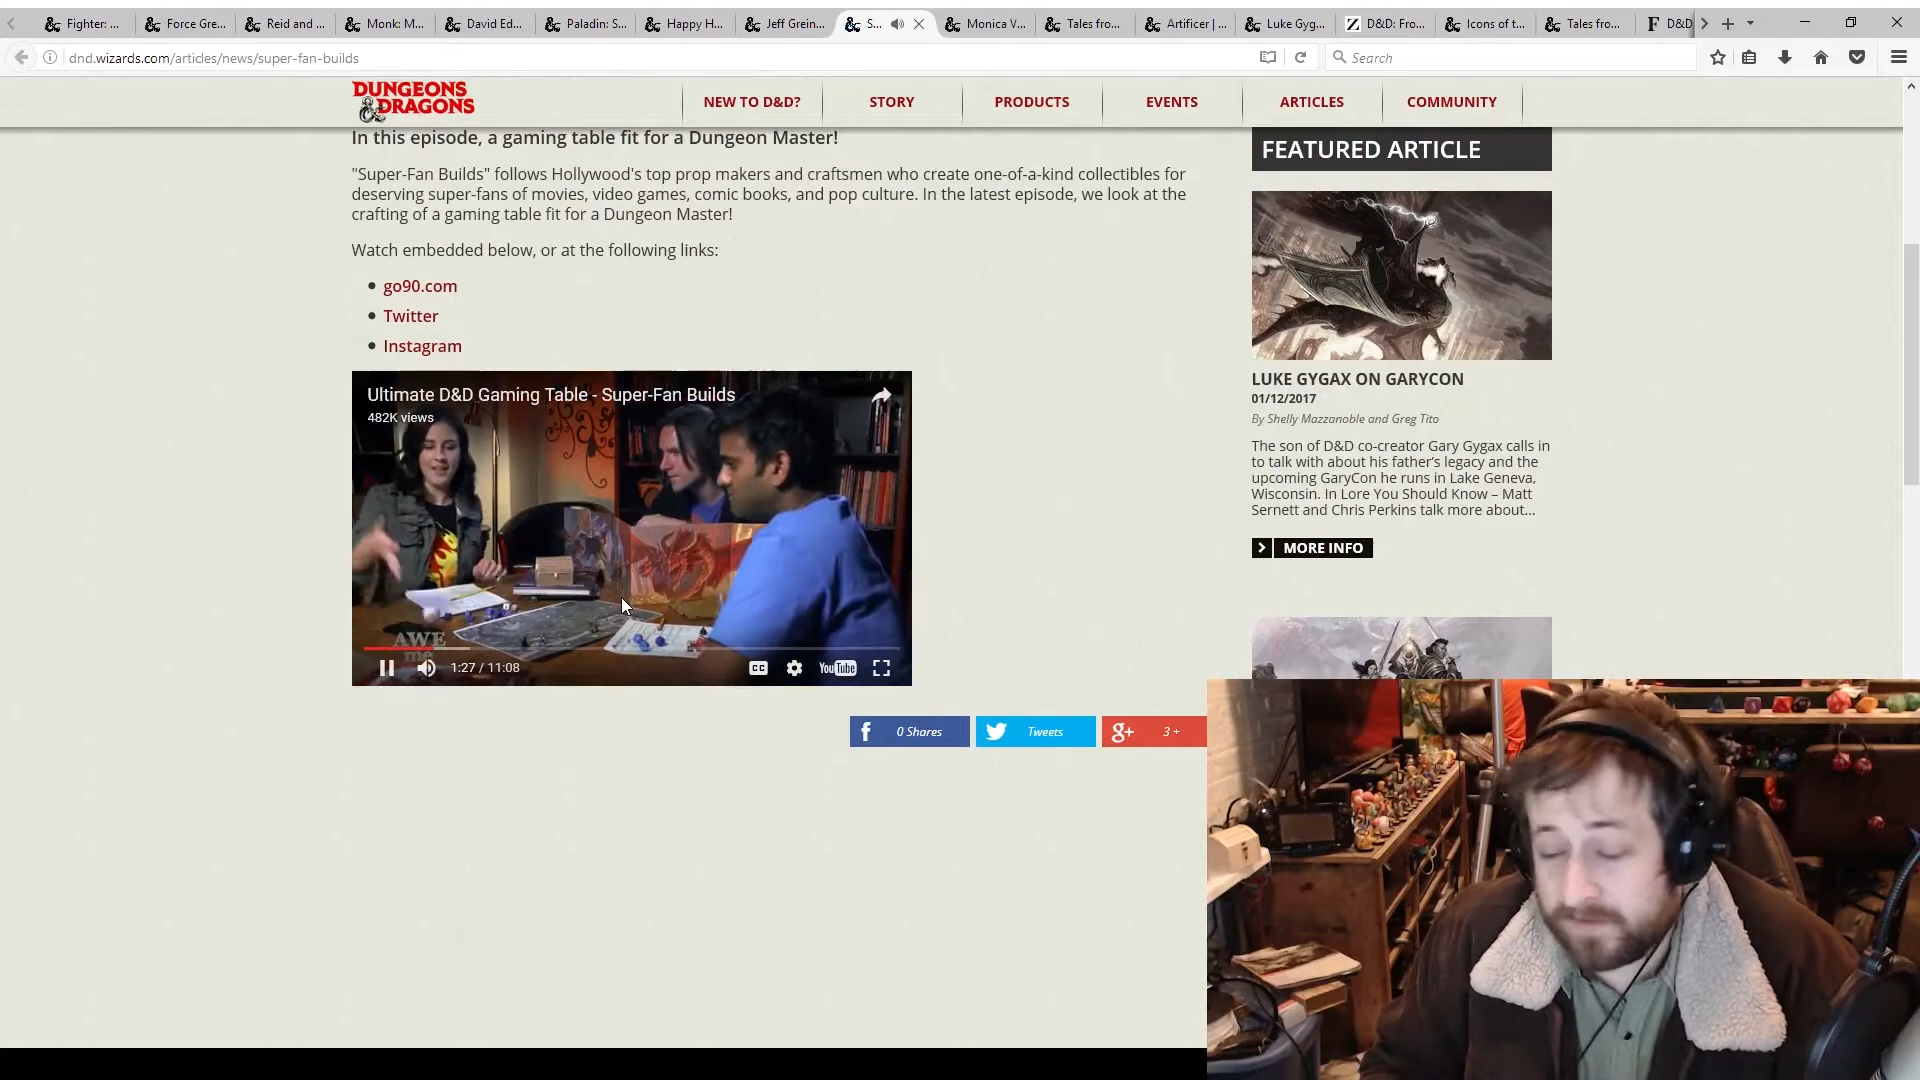 Fighter: ...
Force Gre...
Reid and ...
Monk: M...
David Ed...
Paladin: S...
Happy H...
Jeff Grein...
S...
Monica V...
Tales fro...
Artificer | ...
Luke Gyg...
D&D: Fro...
Icons of t...
Tales fro...
D&D
dnd.wizards.com/articles/news/super-fan-builds
Search
DUNGEONS
& DRAGONS
NEW TO D&D?
STORY
PRODUCTS
EVENTS
ARTICLES
COMMUNITY
In this episode, a gaming table fit for a Dungeon Master!
"Super-Fan Builds" follows Hollywood's top prop makers and craftsmen who create one-of-a-kind collectibles for
deserving super-fans of movies, video games, comic books, and pop culture. In the latest episode, we look at the
crafting of a gaming table fit for a Dungeon Master!
Watch embedded below, or at the following links:
go90.com
Twitter
Instagram
Ultimate D&D Gaming Table - Super-Fan Builds
482K views
AWE
me
1:27 / 11:08
CC
YouTube
0 Shares
Tweets
g+ 3 +
FEATURED ARTICLE
LUKE GYGAX ON GARYCON
01/12/2017
By Shelly Mazzanoble and Greg Tito
The son of D&D co-creator Gary Gygax calls in
to talk with about his father's legacy and the
upcoming GaryCon he runs in Lake Geneva,
Wisconsin. In Lore You Should Know – Matt
Sernett and Chris Perkins talk more about...
MORE INFO